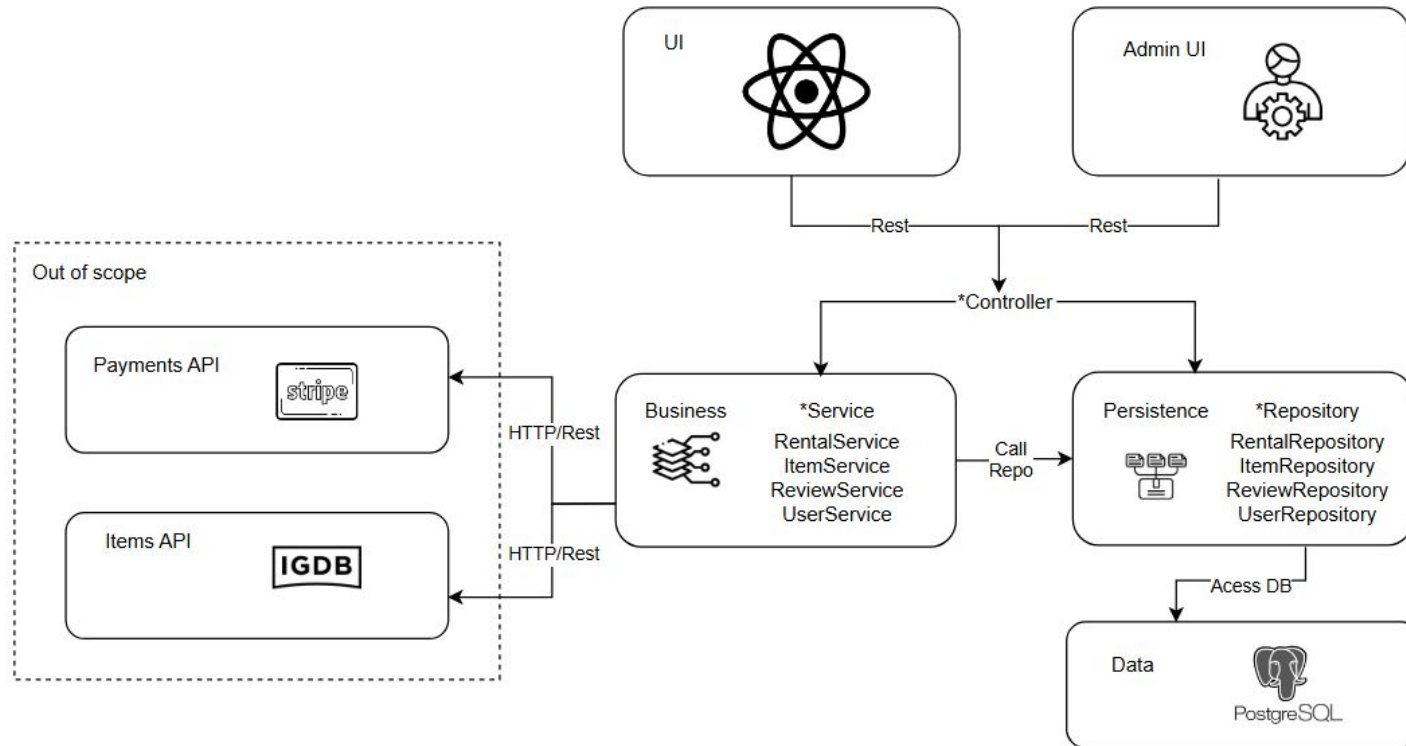 UI
Admin UI
Rest
Rest
Out of scope
*Controller
Payments API
stripe
HTTP/Rest
Business
*Service
RentalService
ItemService
ReviewService
UserService
Call
Repo
Persistence
*Repository
RentalRepository
ItemRepository
ReviewRepository
UserRepository
Items API
IGDB
HTTP/Rest
Acess DB
Data
PostgreSQL